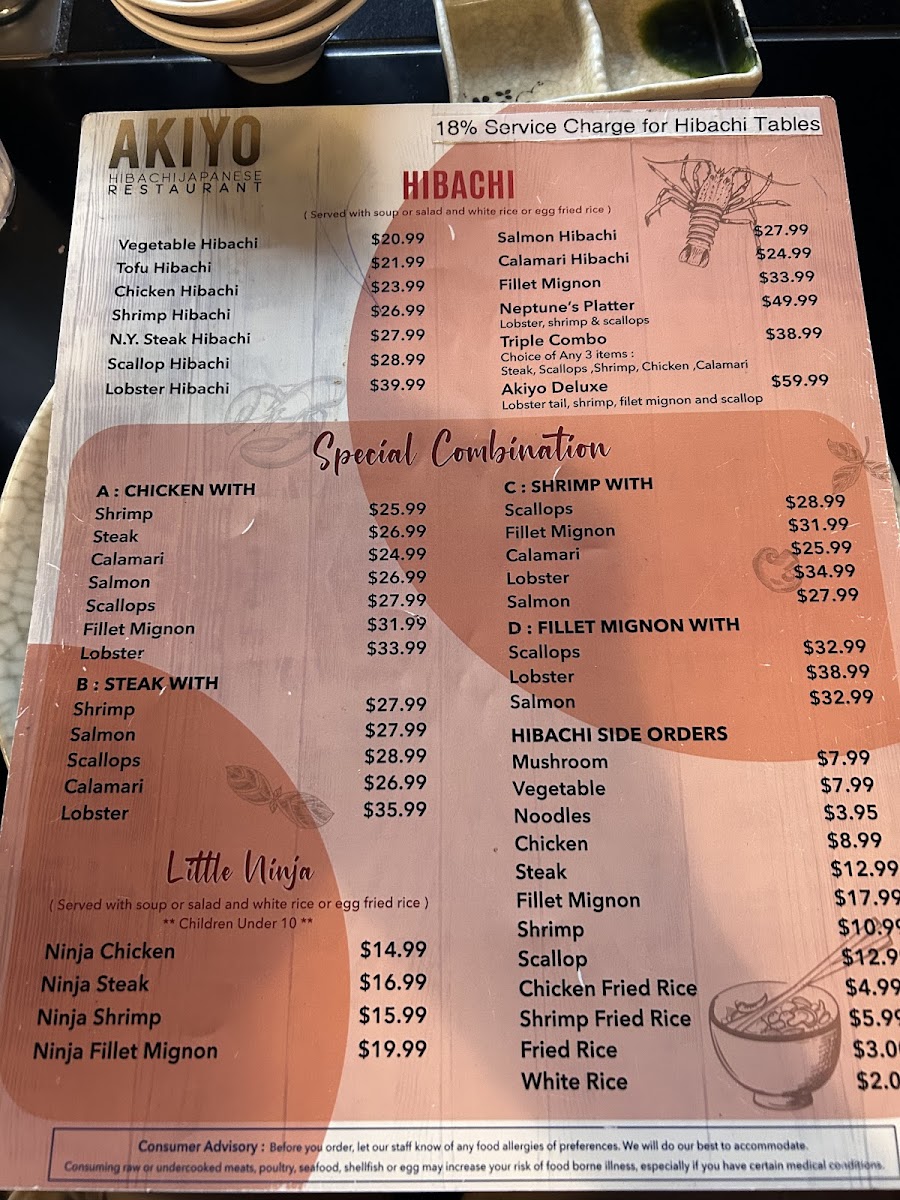 AKIYO
HIBACHI JAPANESE
RESTAURANT
18% Service Charge for Hibachi Tables
HIBACHI
( Served with soup or salad and white rice or egg fried rice )
Vegetable Hibachi $20.99
Tofu Hibachi $21.99
Chicken Hibachi $23.99
Shrimp Hibachi $26.99
N.Y. Steak Hibachi $27.99
Scallop Hibachi $28.99
Lobster Hibachi $39.99
Salmon Hibachi $27.99
Calamari Hibachi $24.99
Fillet Mignon $33.99
Neptune's Platter $49.99
Lobster, shrimp & scallops
Triple Combo $38.99
Choice of Any 3 items :
Steak, Scallops ,Shrimp, Chicken ,Calamari
Akiyo Deluxe $59.99
Lobster tail, shrimp, filet mignon and scallop
Special Combination
A : CHICKEN WITH
Shrimp $25.99
Steak $26.99
Calamari $24.99
Salmon $26.99
Scallops $27.99
Fillet Mignon $31.99
Lobster $33.99
B : STEAK WITH
Shrimp $27.99
Salmon $27.99
Scallops $28.99
Calamari $26.99
Lobster $35.99
C : SHRIMP WITH
Scallops $28.99
Fillet Mignon $31.99
Calamari $25.99
Lobster $34.99
Salmon $27.99
D : FILLET MIGNON WITH
Scallops $32.99
Lobster $38.99
Salmon $32.99
HIBACHI SIDE ORDERS
Mushroom $7.99
Vegetable $7.99
Noodles $3.95
Chicken $8.99
Steak $12.99
Fillet Mignon $17.99
Shrimp $10.99
Scallop $12.9
Chicken Fried Rice $4.99
Shrimp Fried Rice $5.99
Fried Rice $3.0
White Rice $2.0
Little Ninja
( Served with soup or salad and white rice or egg fried rice )
** Children Under 10 **
Ninja Chicken $14.99
Ninja Steak $16.99
Ninja Shrimp $15.99
Ninja Fillet Mignon $19.99
Consumer Advisory : Before you order, let our staff know of any food allergies of preferences. We will do our best to accommodate.
Consuming raw or undercooked meats, poultry, seafood, shellfish or egg may increase your risk of food borne illness, especially if you have certain medical conditions.